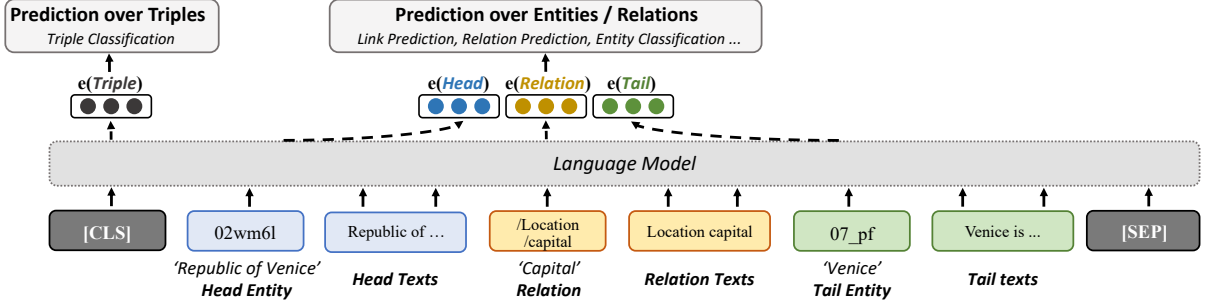 Prediction over Triples
Triple Classification
Prediction over Entities / Relations
Link Prediction, Relation Prediction, Entity Classification ...
e(Triple)
e(Head)
e(Relation)
e(Tail)
Language Model
[CLS]
02wm6l
Republic of …
/Location
/capital
Location capital
07_pf
Venice is ...
[SEP]
‘Republic of Venice’
Head Entity
Head Texts
‘Capital’
Relation
Relation Texts
‘Venice’
Tail Entity
Tail texts